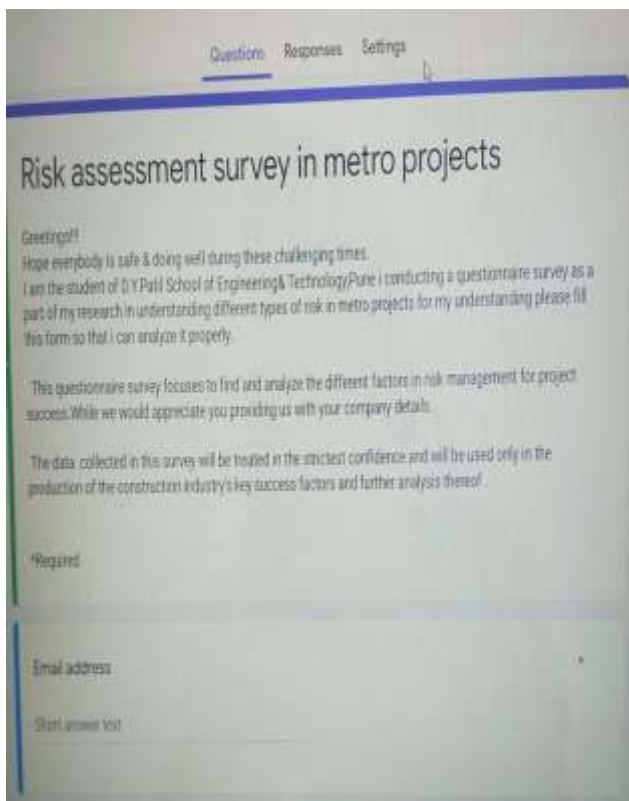 Questions Responses Settings
Risk assessment survey in metro projects
Greetings!!
Hope everybody is safe & doing well during these challenging times.
I am the student of D.Y.Patil School of Engineering& Technology,Pune i conducting a questionnaire survey as a
part of my research in understanding different types of risk in metro projects for my understanding please fill
this form so that i can analyze it properly.
This questionnaire survey focuses to find and analyze the different factors in risk management for project
success.While we would appreciate you providing us with your company details.
The data collected in this survey will be treated in the strictest confidence and will be used only in the
production of the construction industry's key success factors and further analysis thereof .
*Required
Email address *
Short answer text